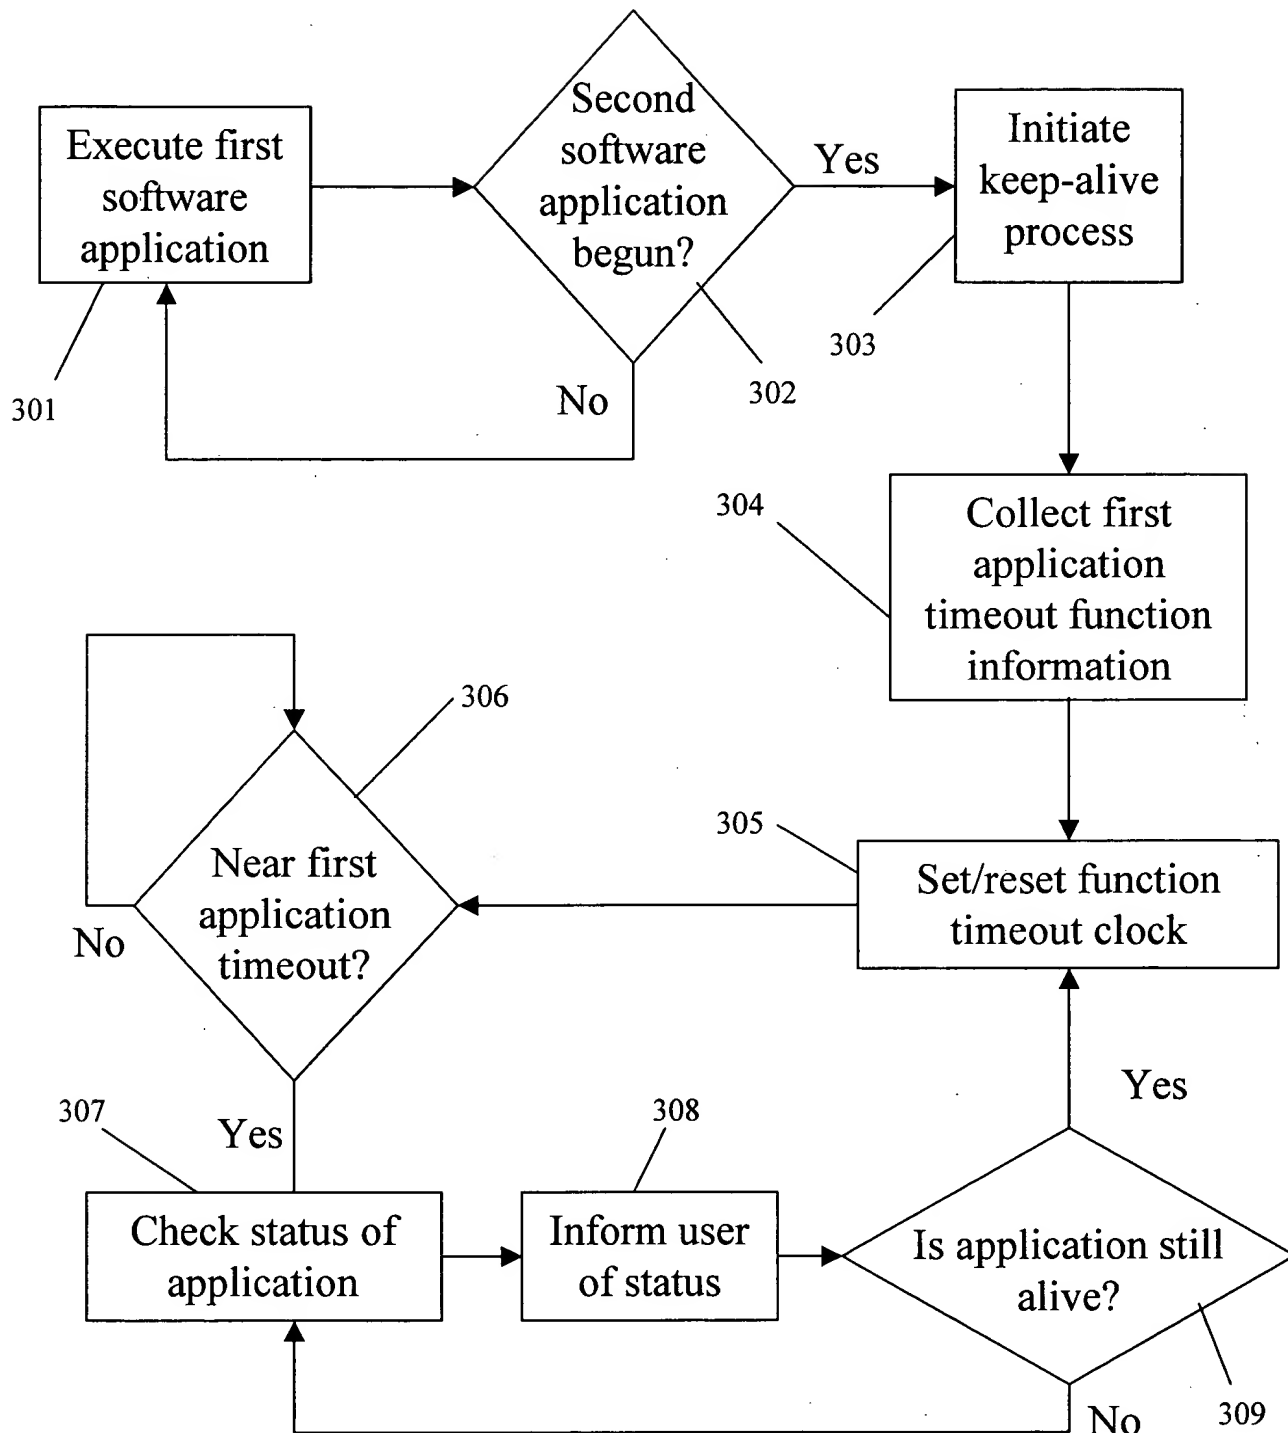 Execute first
software
application
301
Second
software
application
begun?
302
Yes
No
Initiate
keep-alive
process
303
304
Collect first
application
timeout function
information
305
Set/reset function
timeout clock
306
Near first
application
timeout?
No
Yes
307
Check status of
application
308
Inform user
of status
Yes
Is application still
alive?
309
No